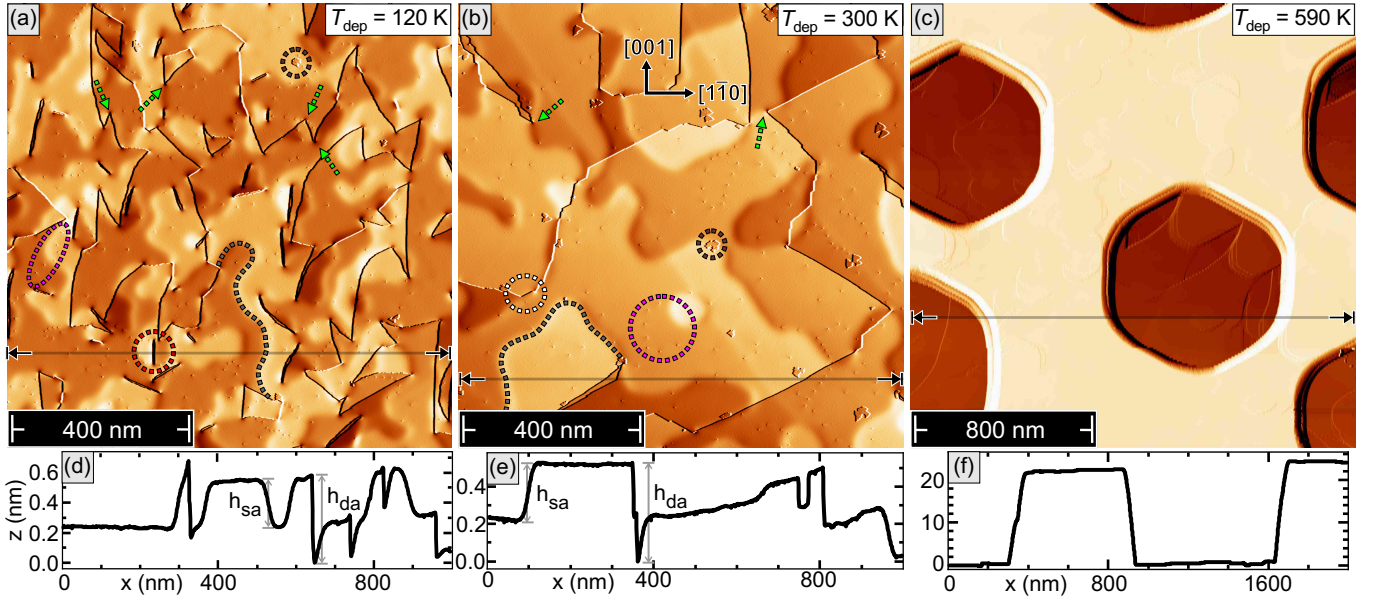 (a)
T_dep = 120 K
(b)
T_dep = 300 K
(c)
T_dep = 590 K
[001]
[11̅0]
400 nm
400 nm
800 nm
(d)
h_sa
h_da
z (nm)
0.6
0.4
0.2
0.0
0
400
800
x (nm)
(e)
h_sa
h_da
0.4
0.2
0.0
0
400
800
x (nm)
(f)
20
10
0
0
800
1600
x (nm)